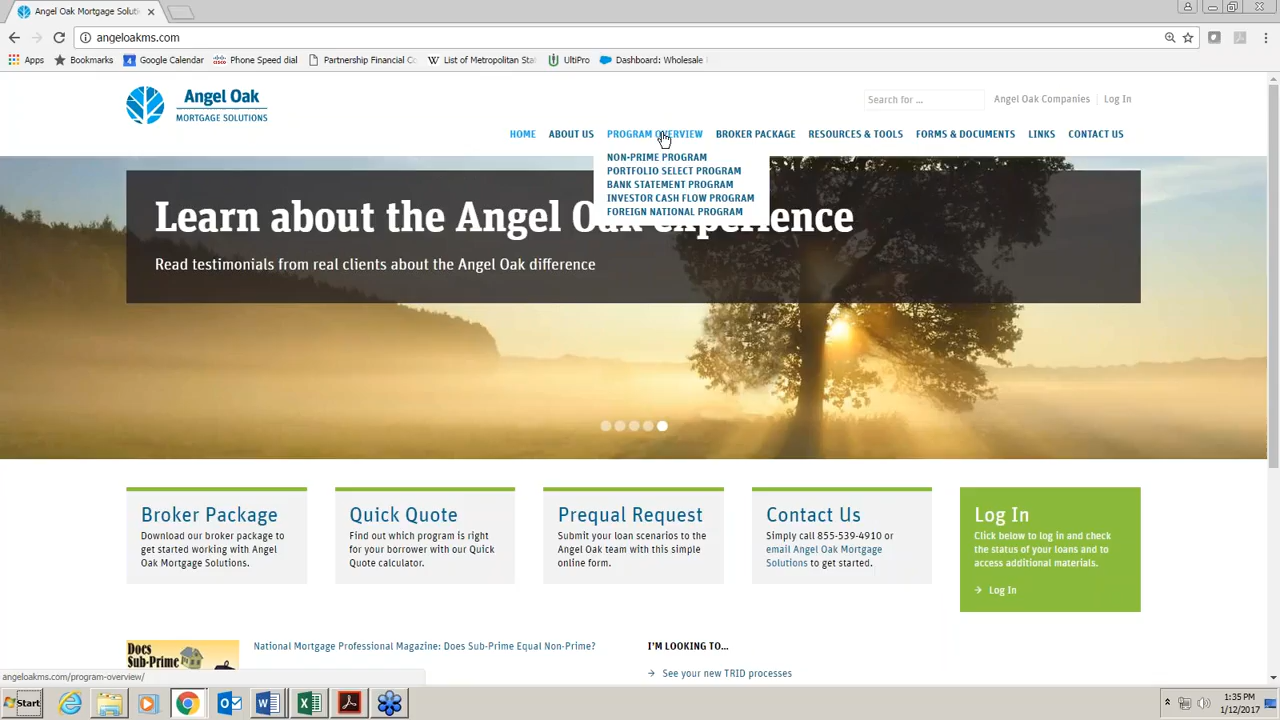 Angel Oak Mortgage Soluti
angeloakms.com
Apps
Bookmarks
Google Calendar
Phone Speed dial
Partnership Financial C
List of Metropolitan Sta
UltiPro
Dashboard: Wholesale
Angel Oak
MORTGAGE SOLUTIONS
Search for ...
Angel Oak Companies
Log In
HOME
ABOUT US
PROGRAM OVERVIEW
BROKER PACKAGE
RESOURCES & TOOLS
FORMS & DOCUMENTS
LINKS
CONTACT US
NON-PRIME PROGRAM
PORTFOLIO SELECT PROGRAM
BANK STATEMENT PROGRAM
INVESTOR CASH FLOW PROGRAM
FOREIGN NATIONAL PROGRAM
Learn about the Angel Oak experience
Read testimonials from real clients about the Angel Oak difference
Broker Package
Download our broker package to
get started working with Angel
Oak Mortgage Solutions.
Quick Quote
Find out which program is right
for your borrower with our Quick
Quote calculator.
Prequal Request
Submit your loan scenarios to the
Angel Oak team with this simple
online form.
Contact Us
Simply call 855-539-4910 or
email Angel Oak Mortgage
Solutions to get started.
Log In
Click below to log in and check
the status of your loans and to
access additional materials.
Log In
Docs
Sub-Prime
National Mortgage Professional Magazine: Does Sub-Prime Equal Non-Prime?
I'M LOOKING TO...
See your new TRID processes
angeloakms.com/program-overview/
Start
1:35 PM
1/12/2017